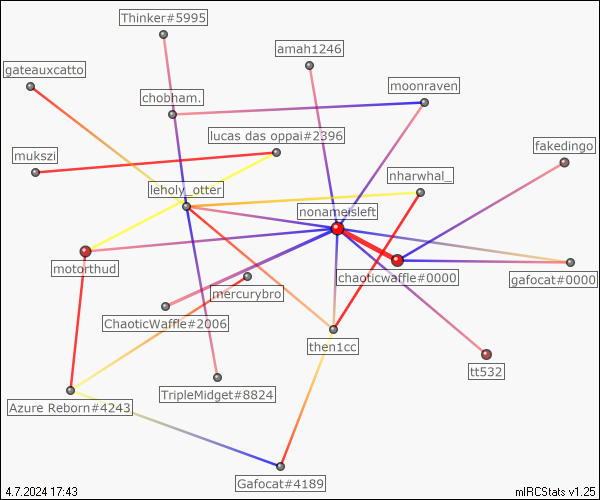 Thinker#5995
amah1246
gateauxcatto
moonraven
chobham.
lucas das oppai#2396
fakedingo
mukszi
nharwhal_
leholy_otter
nonameisleft
motorthud
chaoticwaffle#0000
gafocat#0000
mercurybro
ChaoticWaffle#2006
then1cc
tt532
TripleMidget#8824
Azure Reborn#4243
Gafocat#4189
4.7.2024 17:43
mIRCStats v1.25